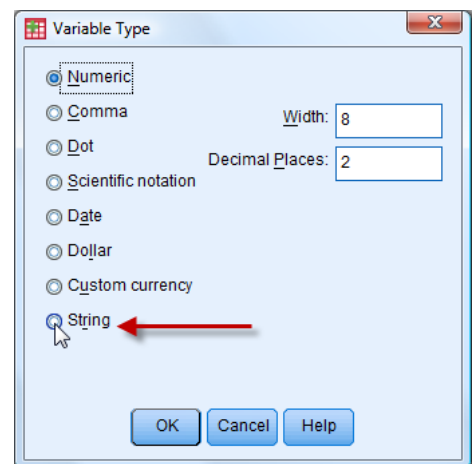 Variable Type
Numeric
Comma
Width: 8
Dot
Decimal Places: 2
Scientific notation
Date
Dollar
Custom currency
String
OK Cancel Help